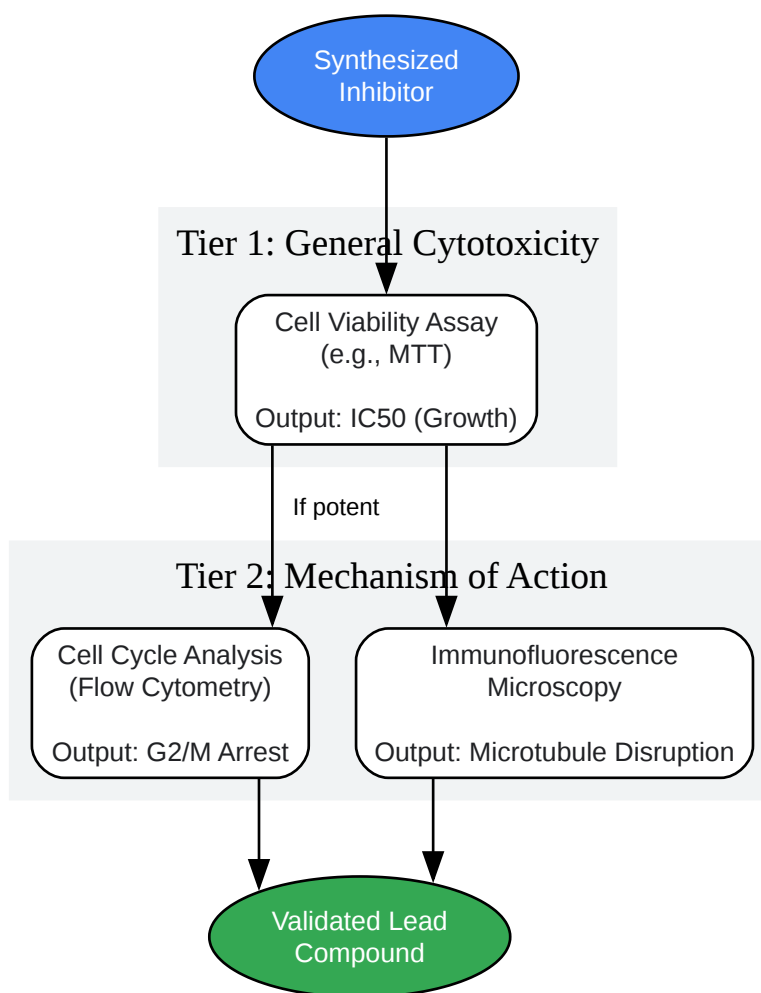 Synthesized
Inhibitor
Tier 1: General Cytotoxicity
Cell Viability Assay
(e.g., MTT)
Output: IC50 (Growth)
If potent
Tier 2: Mechanism of Action
Cell Cycle Analysis
(Flow Cytometry)
Output: G2/M Arrest
Immunofluorescence
Microscopy
Output: Microtubule Disruption
Validated Lead
Compound